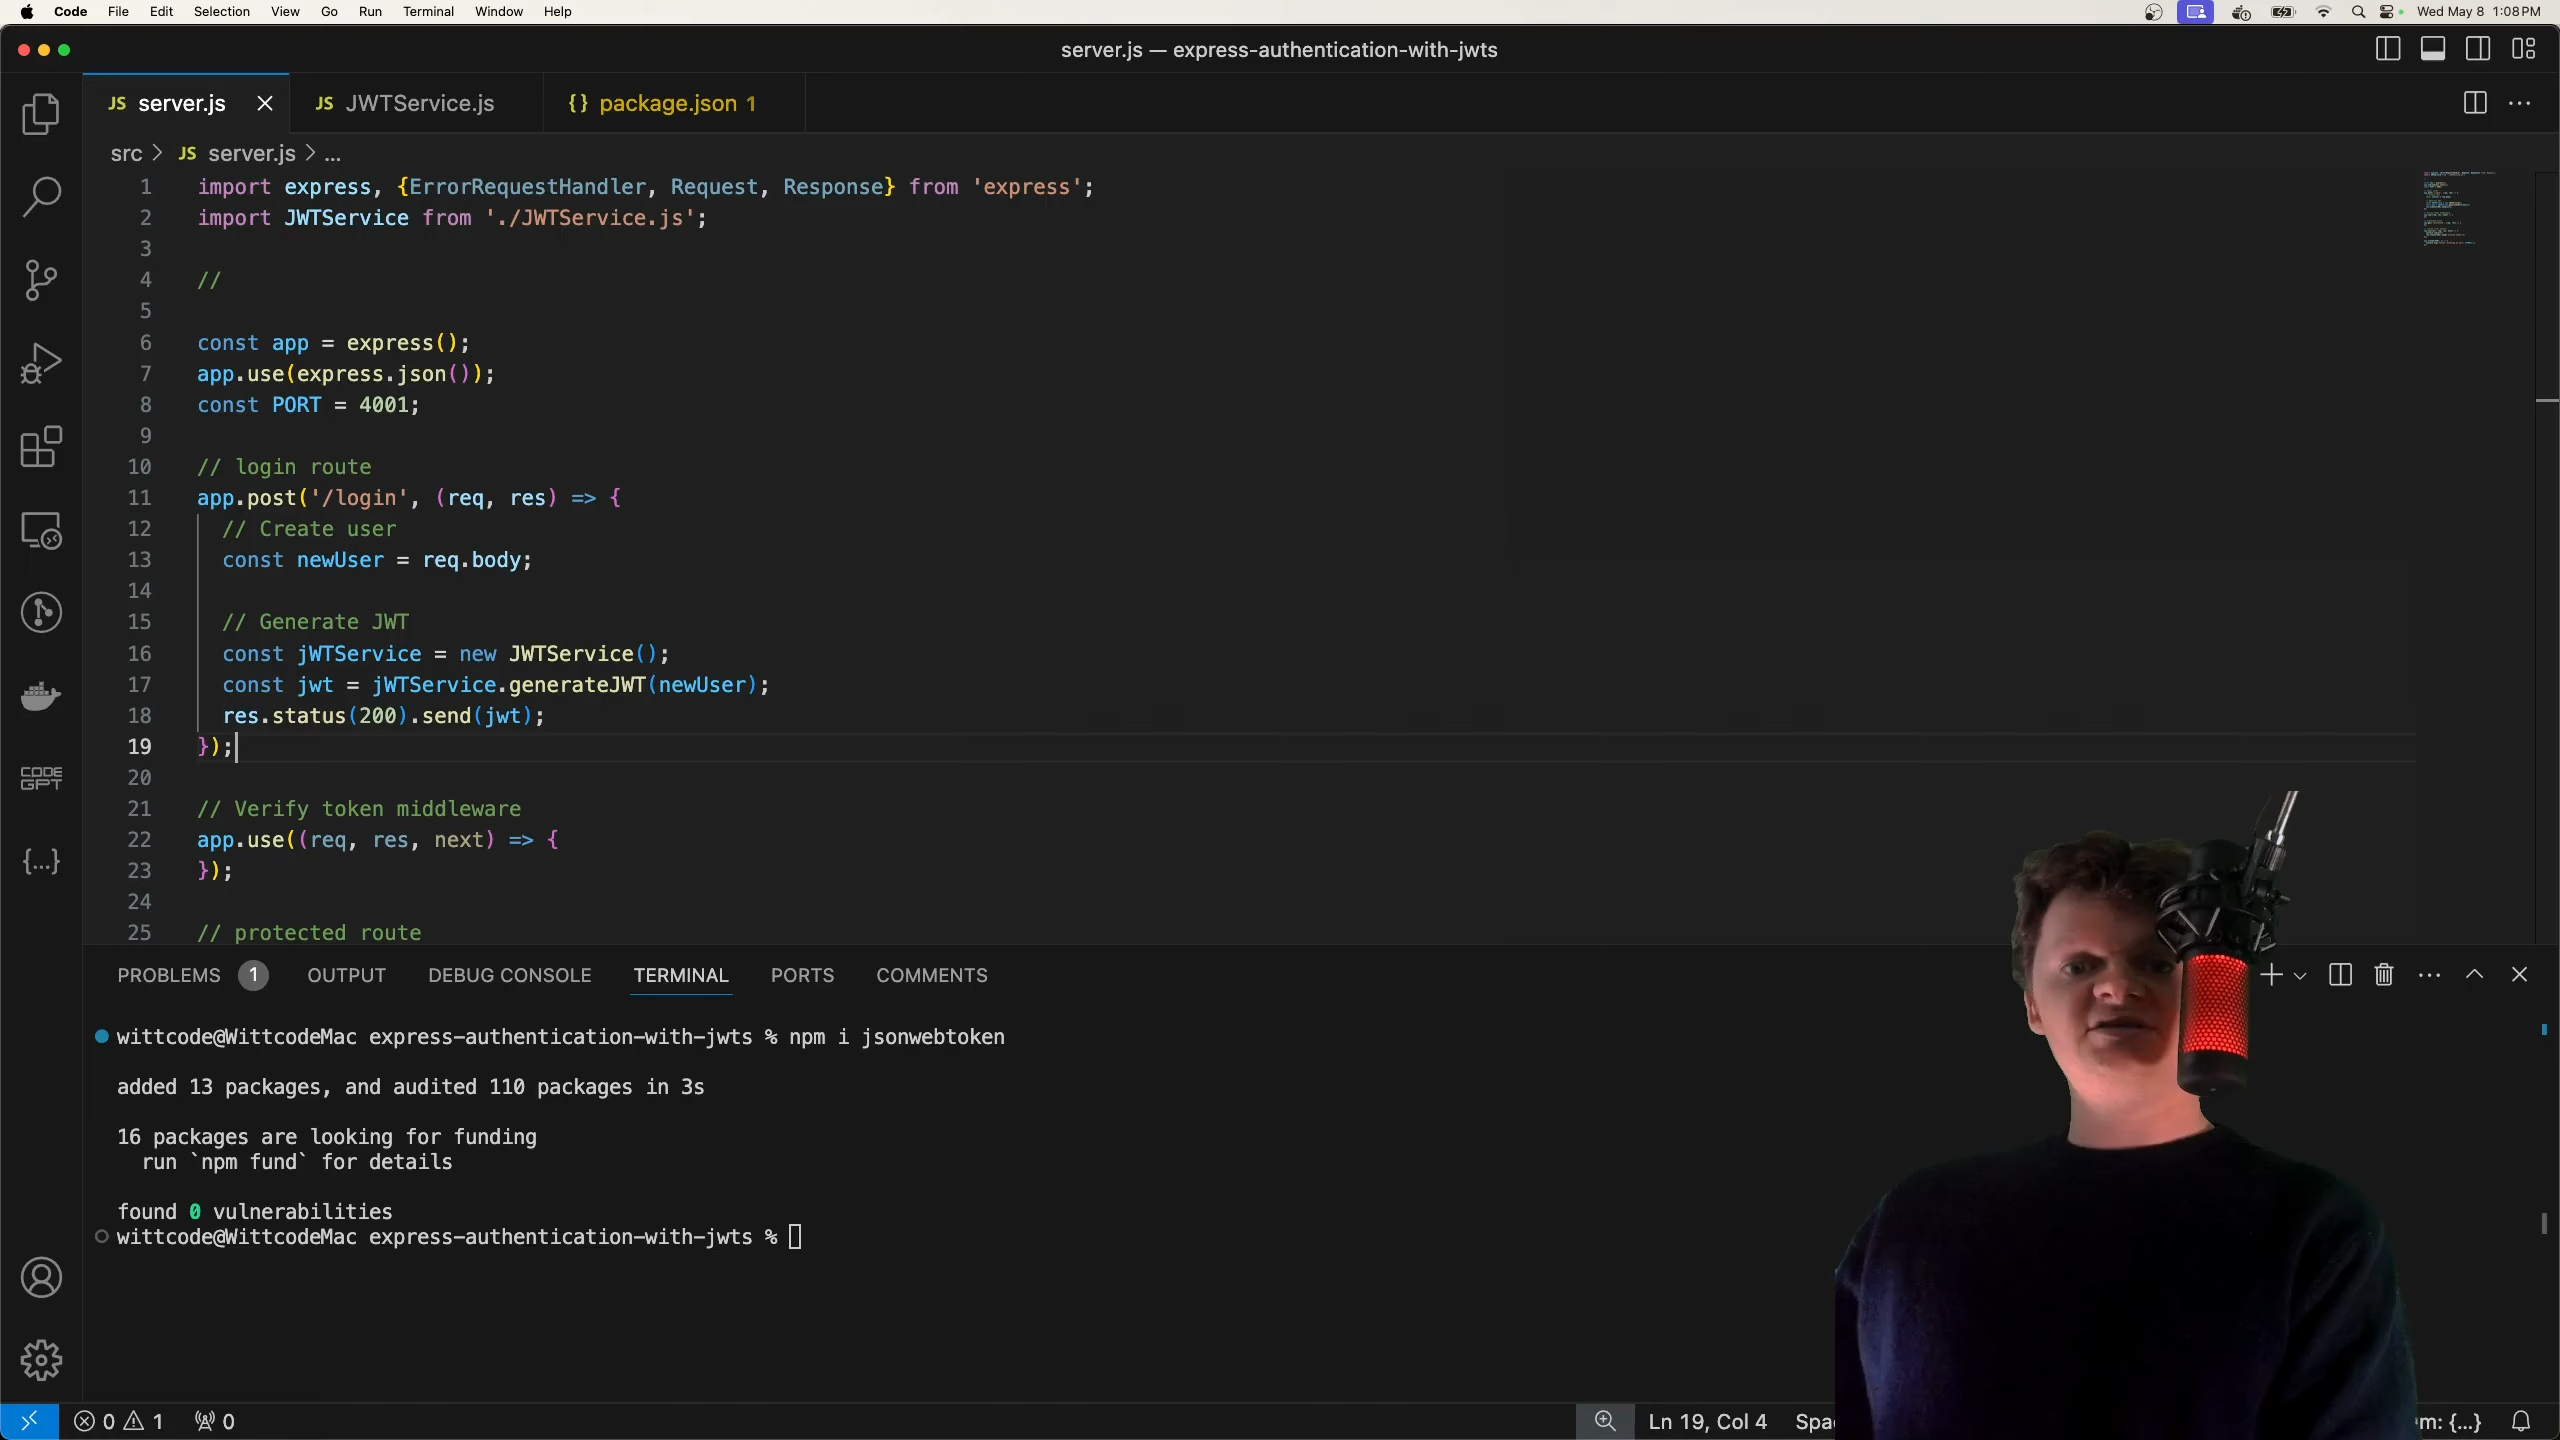 Code File Edit Selection View Go Run Terminal Window Help Wed May 8 1:08 PM
server.js — express-authentication-with-jwts
JS server.js JS JWTService.js {} package.json 1
src > JS server.js > ...
1 import express, {ErrorRequestHandler, Request, Response} from 'express';
2 import JWTService from './JWTService.js';
3
4 //
5
6 const app = express();
7 app.use(express.json());
8 const PORT = 4001;
9
10 // login route
11 app.post('/login', (req, res) => {
12 // Create user
13 const newUser = req.body;
14
15 // Generate JWT
16 const jWTService = new JWTService();
17 const jwt = jWTService.generateJWT(newUser);
18 res.status(200).send(jwt);
19 });
20
21 // Verify token middleware
22 app.use((req, res, next) => {
23 });
24
25 // protected route
CODE
GPT
{...}
PROBLEMS 1 OUTPUT DEBUG CONSOLE TERMINAL PORTS COMMENTS
wittcode@WittcodeMac express-authentication-with-jwts % npm i jsonwebtoken
added 13 packages, and audited 110 packages in 3s
16 packages are looking for funding
run `npm fund` for details
found 0 vulnerabilities
wittcode@WittcodeMac express-authentication-with-jwts %
0 1 0 Ln 19, Col 4 Spa m: {...}